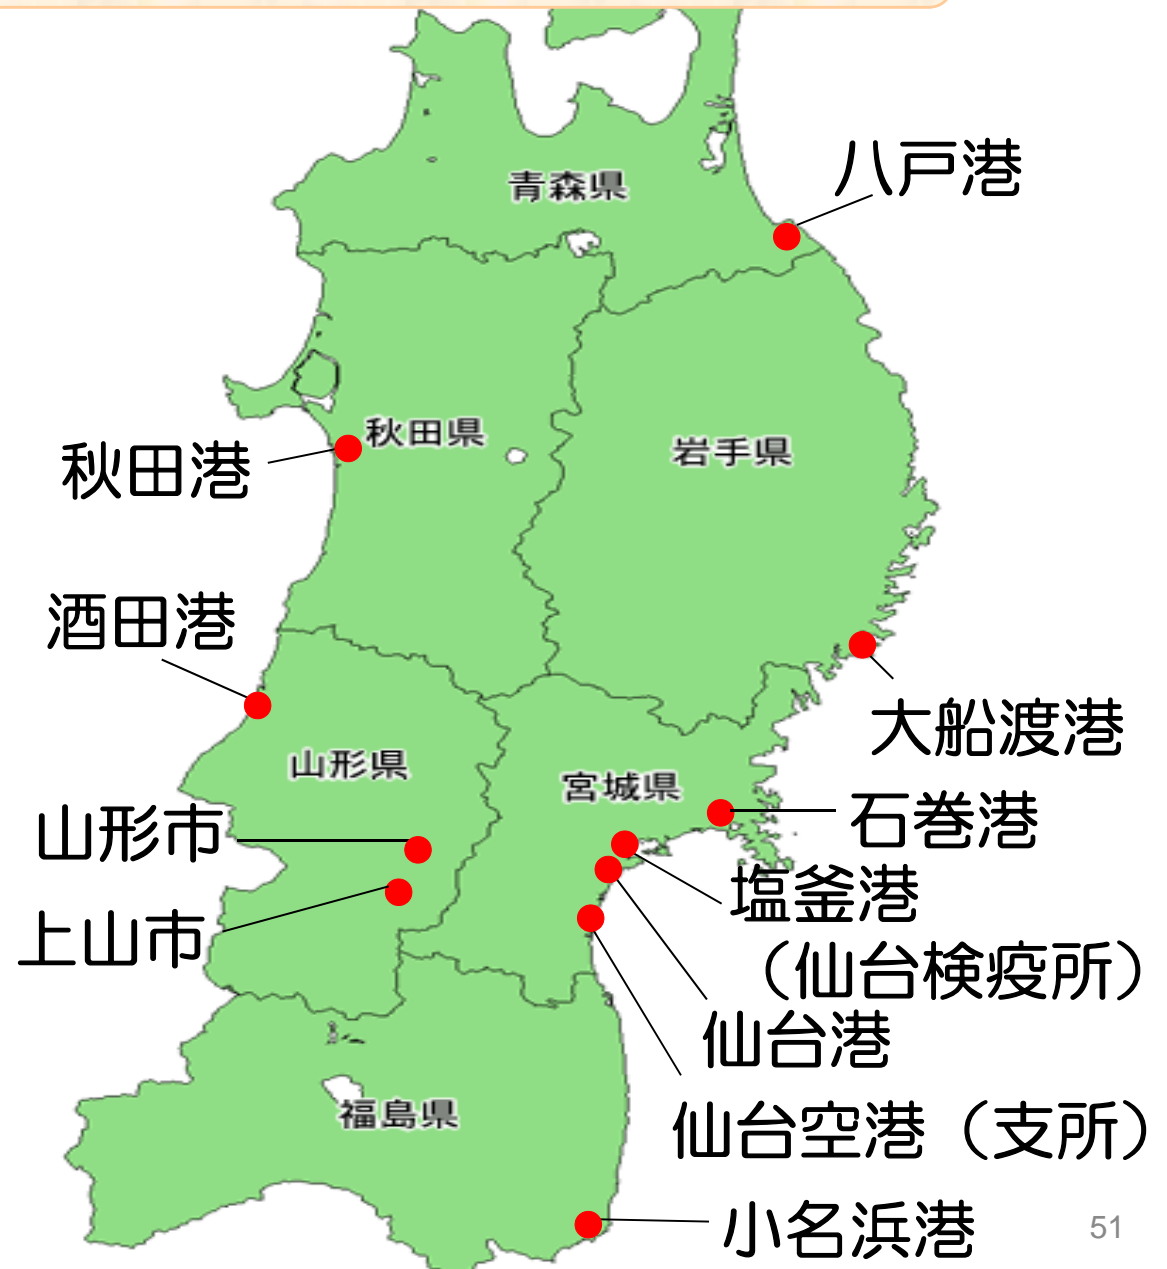 八戸港
青森県
秋田県
岩手県
秋田港
酒田港
大船渡港
山形県
宮城県
石巻港
山形市
塩釜港
上山市
（仙台検疫所）
仙台港
福島県
仙台空港（支所）
小名浜港
51